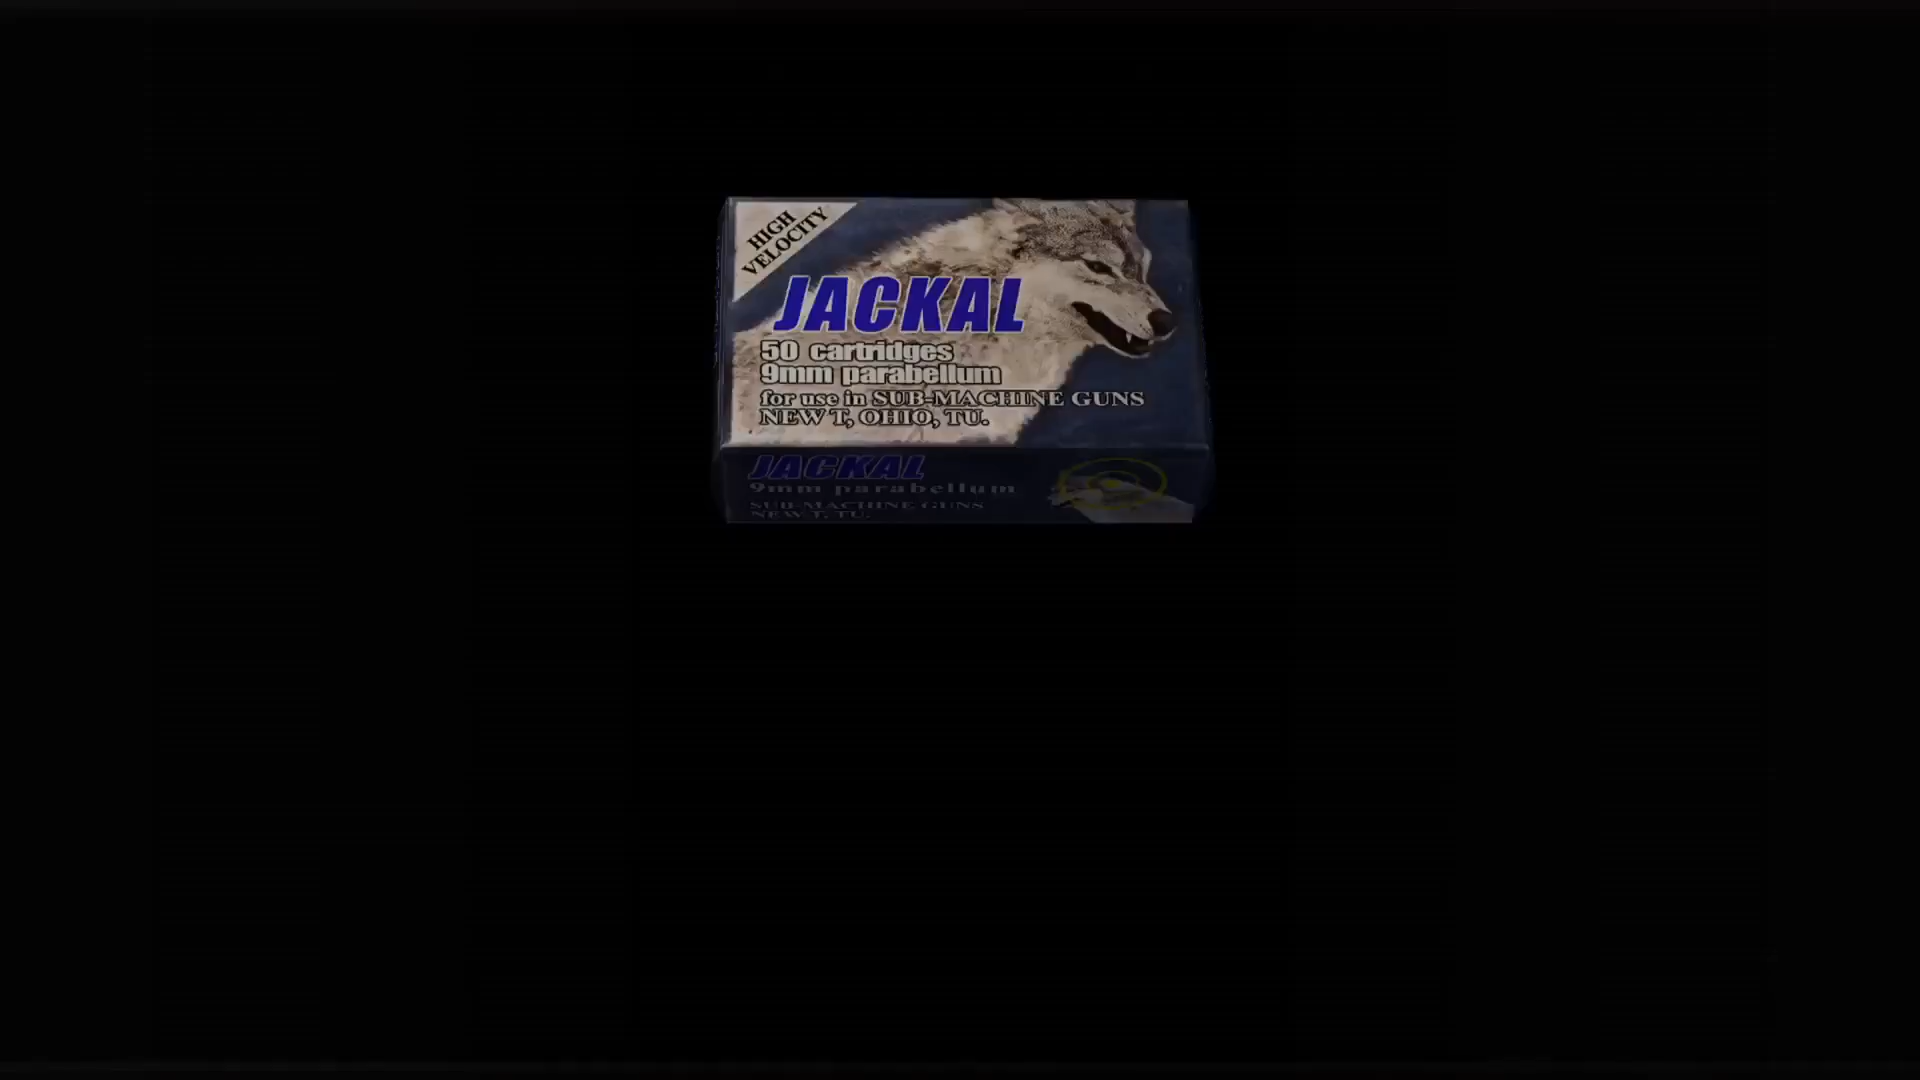 HIGH
VELOCITY
JACKAL
50 cartridges
9mm parabellum
for use in SUB-MACHINE GUNS
NEW T, OHIO, TU.
JACKAL
9mm parabellum
SUB-MACHINE GUNS
NEW T, TU.